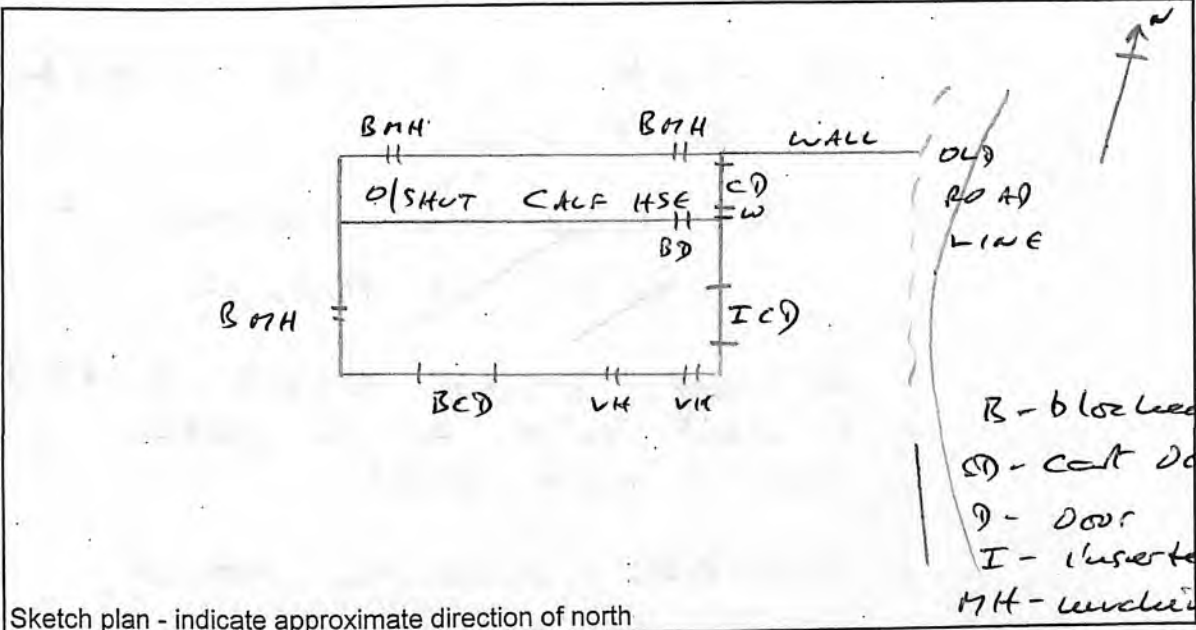 N
BMH BMH WALL OLD
O/SHUT CALF HSE CD ROAD
W LINE
BD
BMH ICD
BCD VH VH
B - blocked
CD - Cart Do
D - Door
I - inserte
MH -
Sketch plan - indicate approximate direction of north